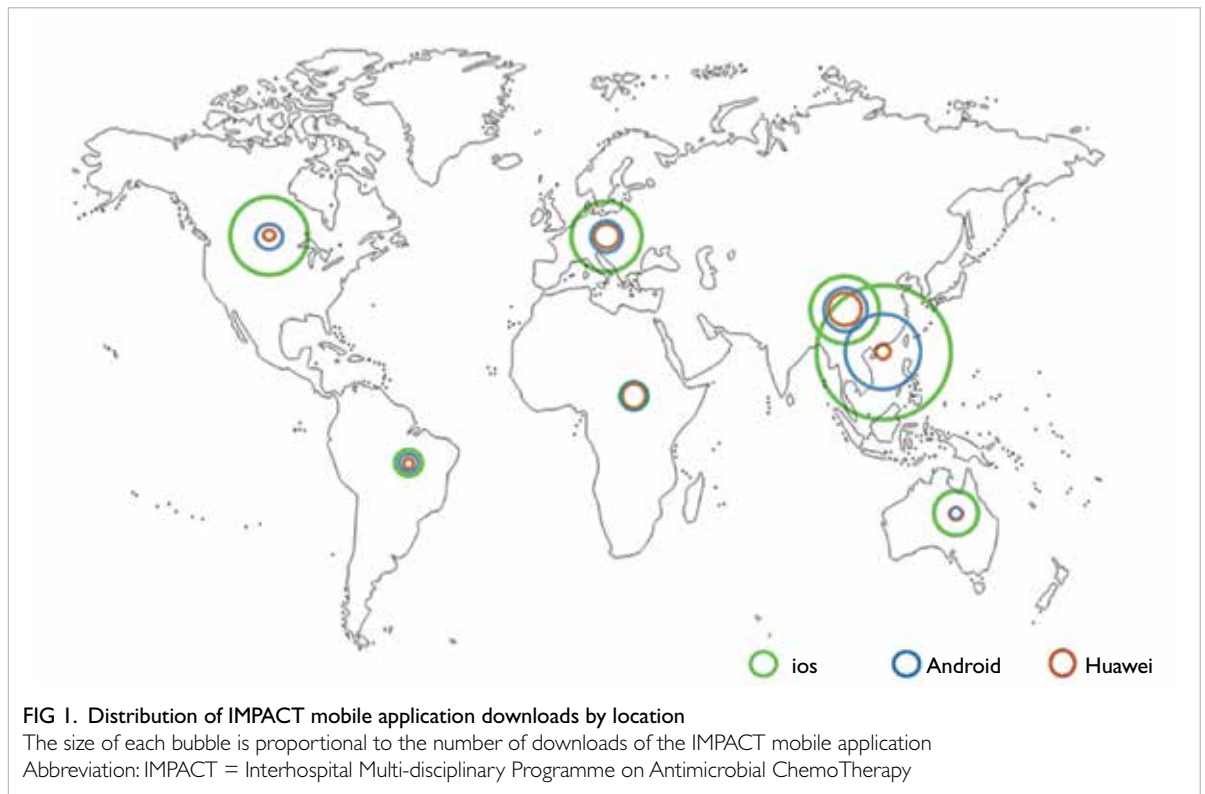 ios Android Huawei
FIG 1. Distribution of IMPACT mobile application downloads by location
The size of each bubble is proportional to the number of downloads of the IMPACT mobile application
Abbreviation: IMPACT = Interhospital Multi-disciplinary Programme on Antimicrobial ChemoTherapy